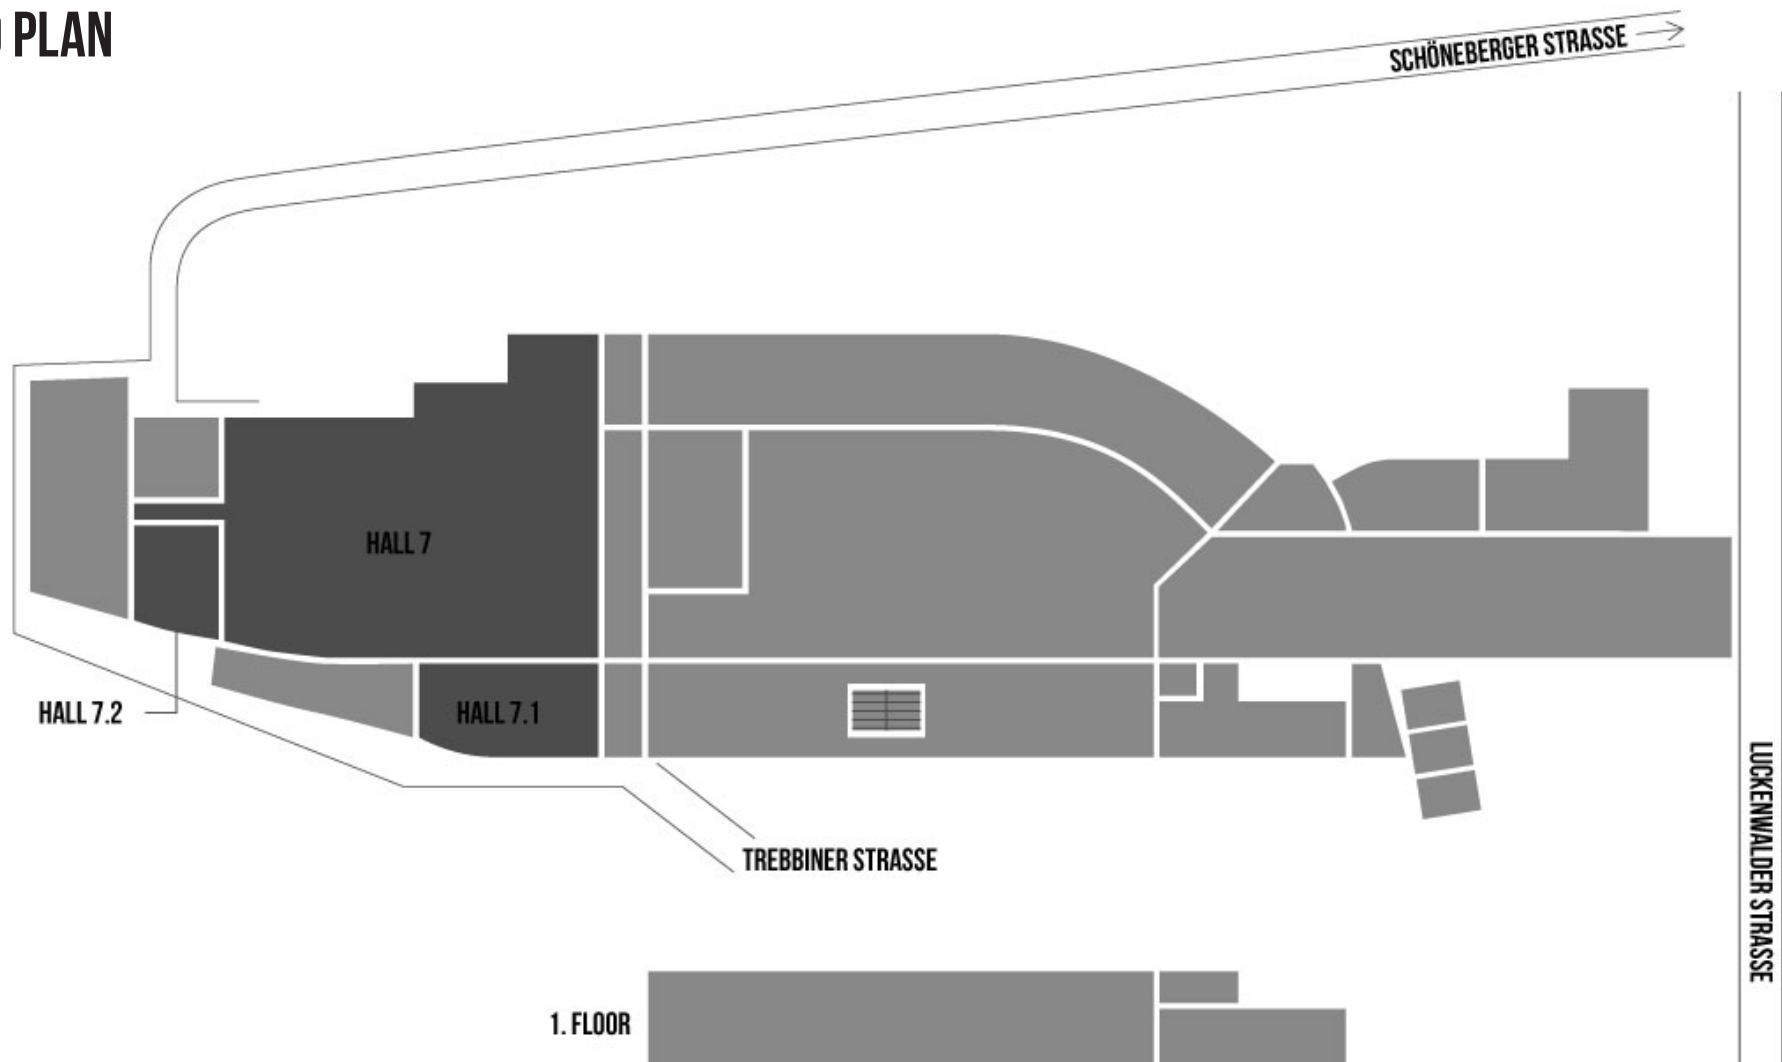 PLAN
SCHÖNEBERGER STRASSE
HALL 7
HALL 7.2
HALL 7.1
TREBBINER STRASSE
LUCKENWALDER STRASSE
1. FLOOR